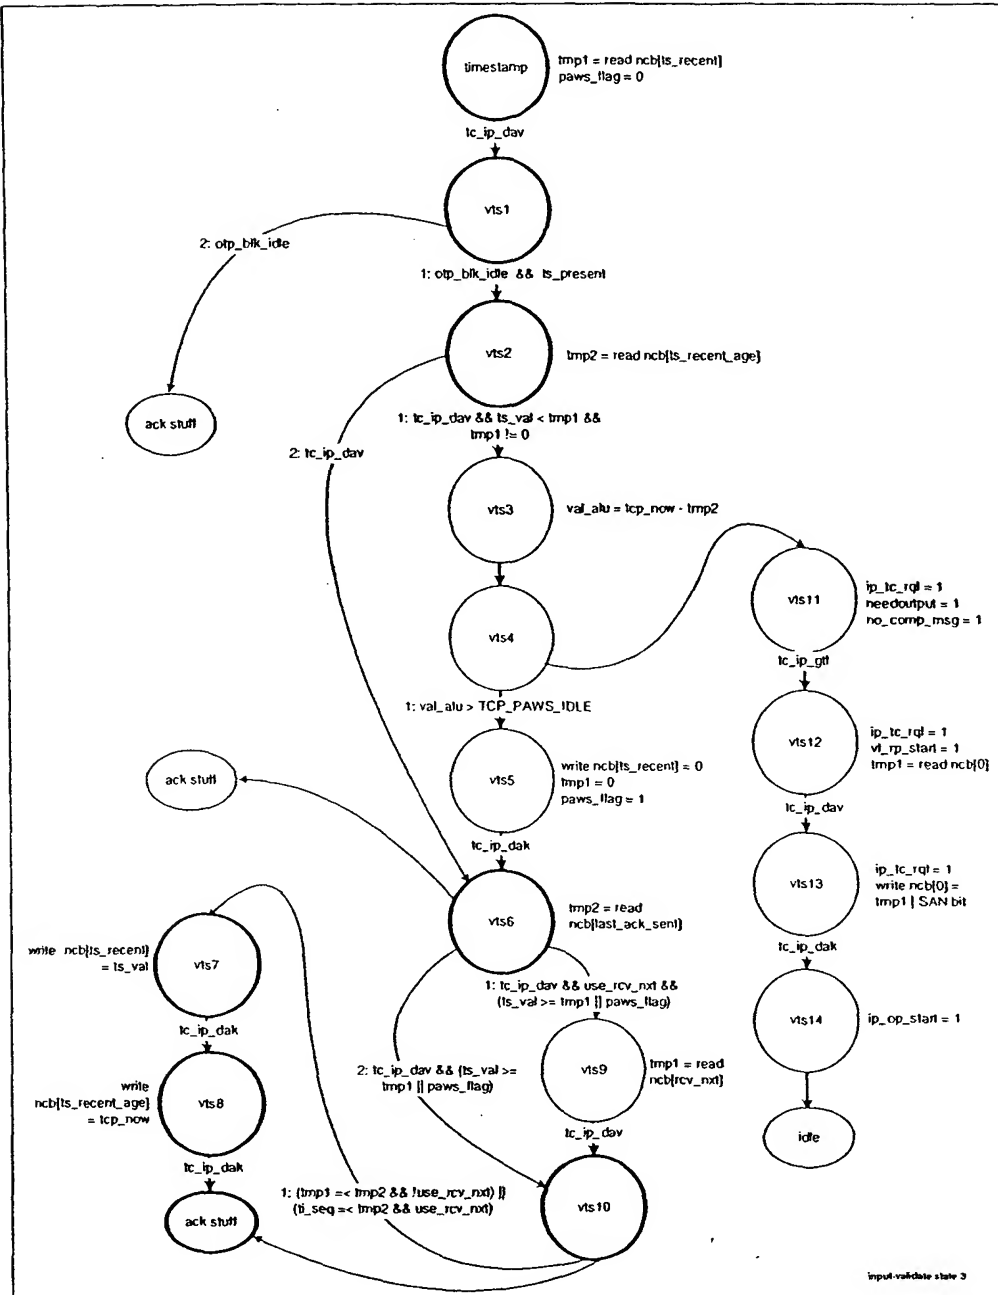 timestamp
tmp1 = read ncb[ts_recent]
paws_flag = 0
tc_ip_dav
vts1
2: otp_blk_idle
1: otp_blk_idle && ts_present
vts2
tmp2 = read ncb[ts_recent_age]
ack stuff
1: tc_ip_dav && ts_val < tmp1 &&
tmp1 != 0
2: tc_ip_dav
vts3
val_alu = tcp_now - tmp2
vts11
ip_tc_rqt = 1
needoutput = 1
no_comp_msg = 1
vts4
tc_ip_gtt
1: val_alu > TCP_PAWS_IDLE
vts12
ip_tc_rqt = 1
vt_rp_start = 1
tmp1 = read ncb[0]
ack stuff
vts5
write ncb[ts_recent] = 0
tmp1 = 0
paws_flag = 1
tc_ip_dav
tc_ip_dak
vts13
ip_tc_rqt = 1
write ncb[0] =
tmp1 | SAN bit
vts6
tmp2 = read
ncb[last_ack_sent]
tc_ip_dak
write ncb[ts_recent]
= ts_val
vts7
1: tc_ip_dav && use_rcv_nxt &&
(ts_val >= tmp1 || paws_flag)
vts14
ip_op_start = 1
tc_ip_dak
2: tc_ip_dav && (ts_val >=
tmp1 || paws_flag)
vts9
tmp1 = read
ncb[rcv_nxt]
write
ncb[ts_recent_age]
= tcp_now
vts8
tc_ip_dav
idle
tc_ip_dak
1: (tmp1 =< tmp2 && !use_rcv_nxt) ||
(ti_seq =< tmp2 && use_rcv_nxt)
vts10
ack stuff
input-validate state 3